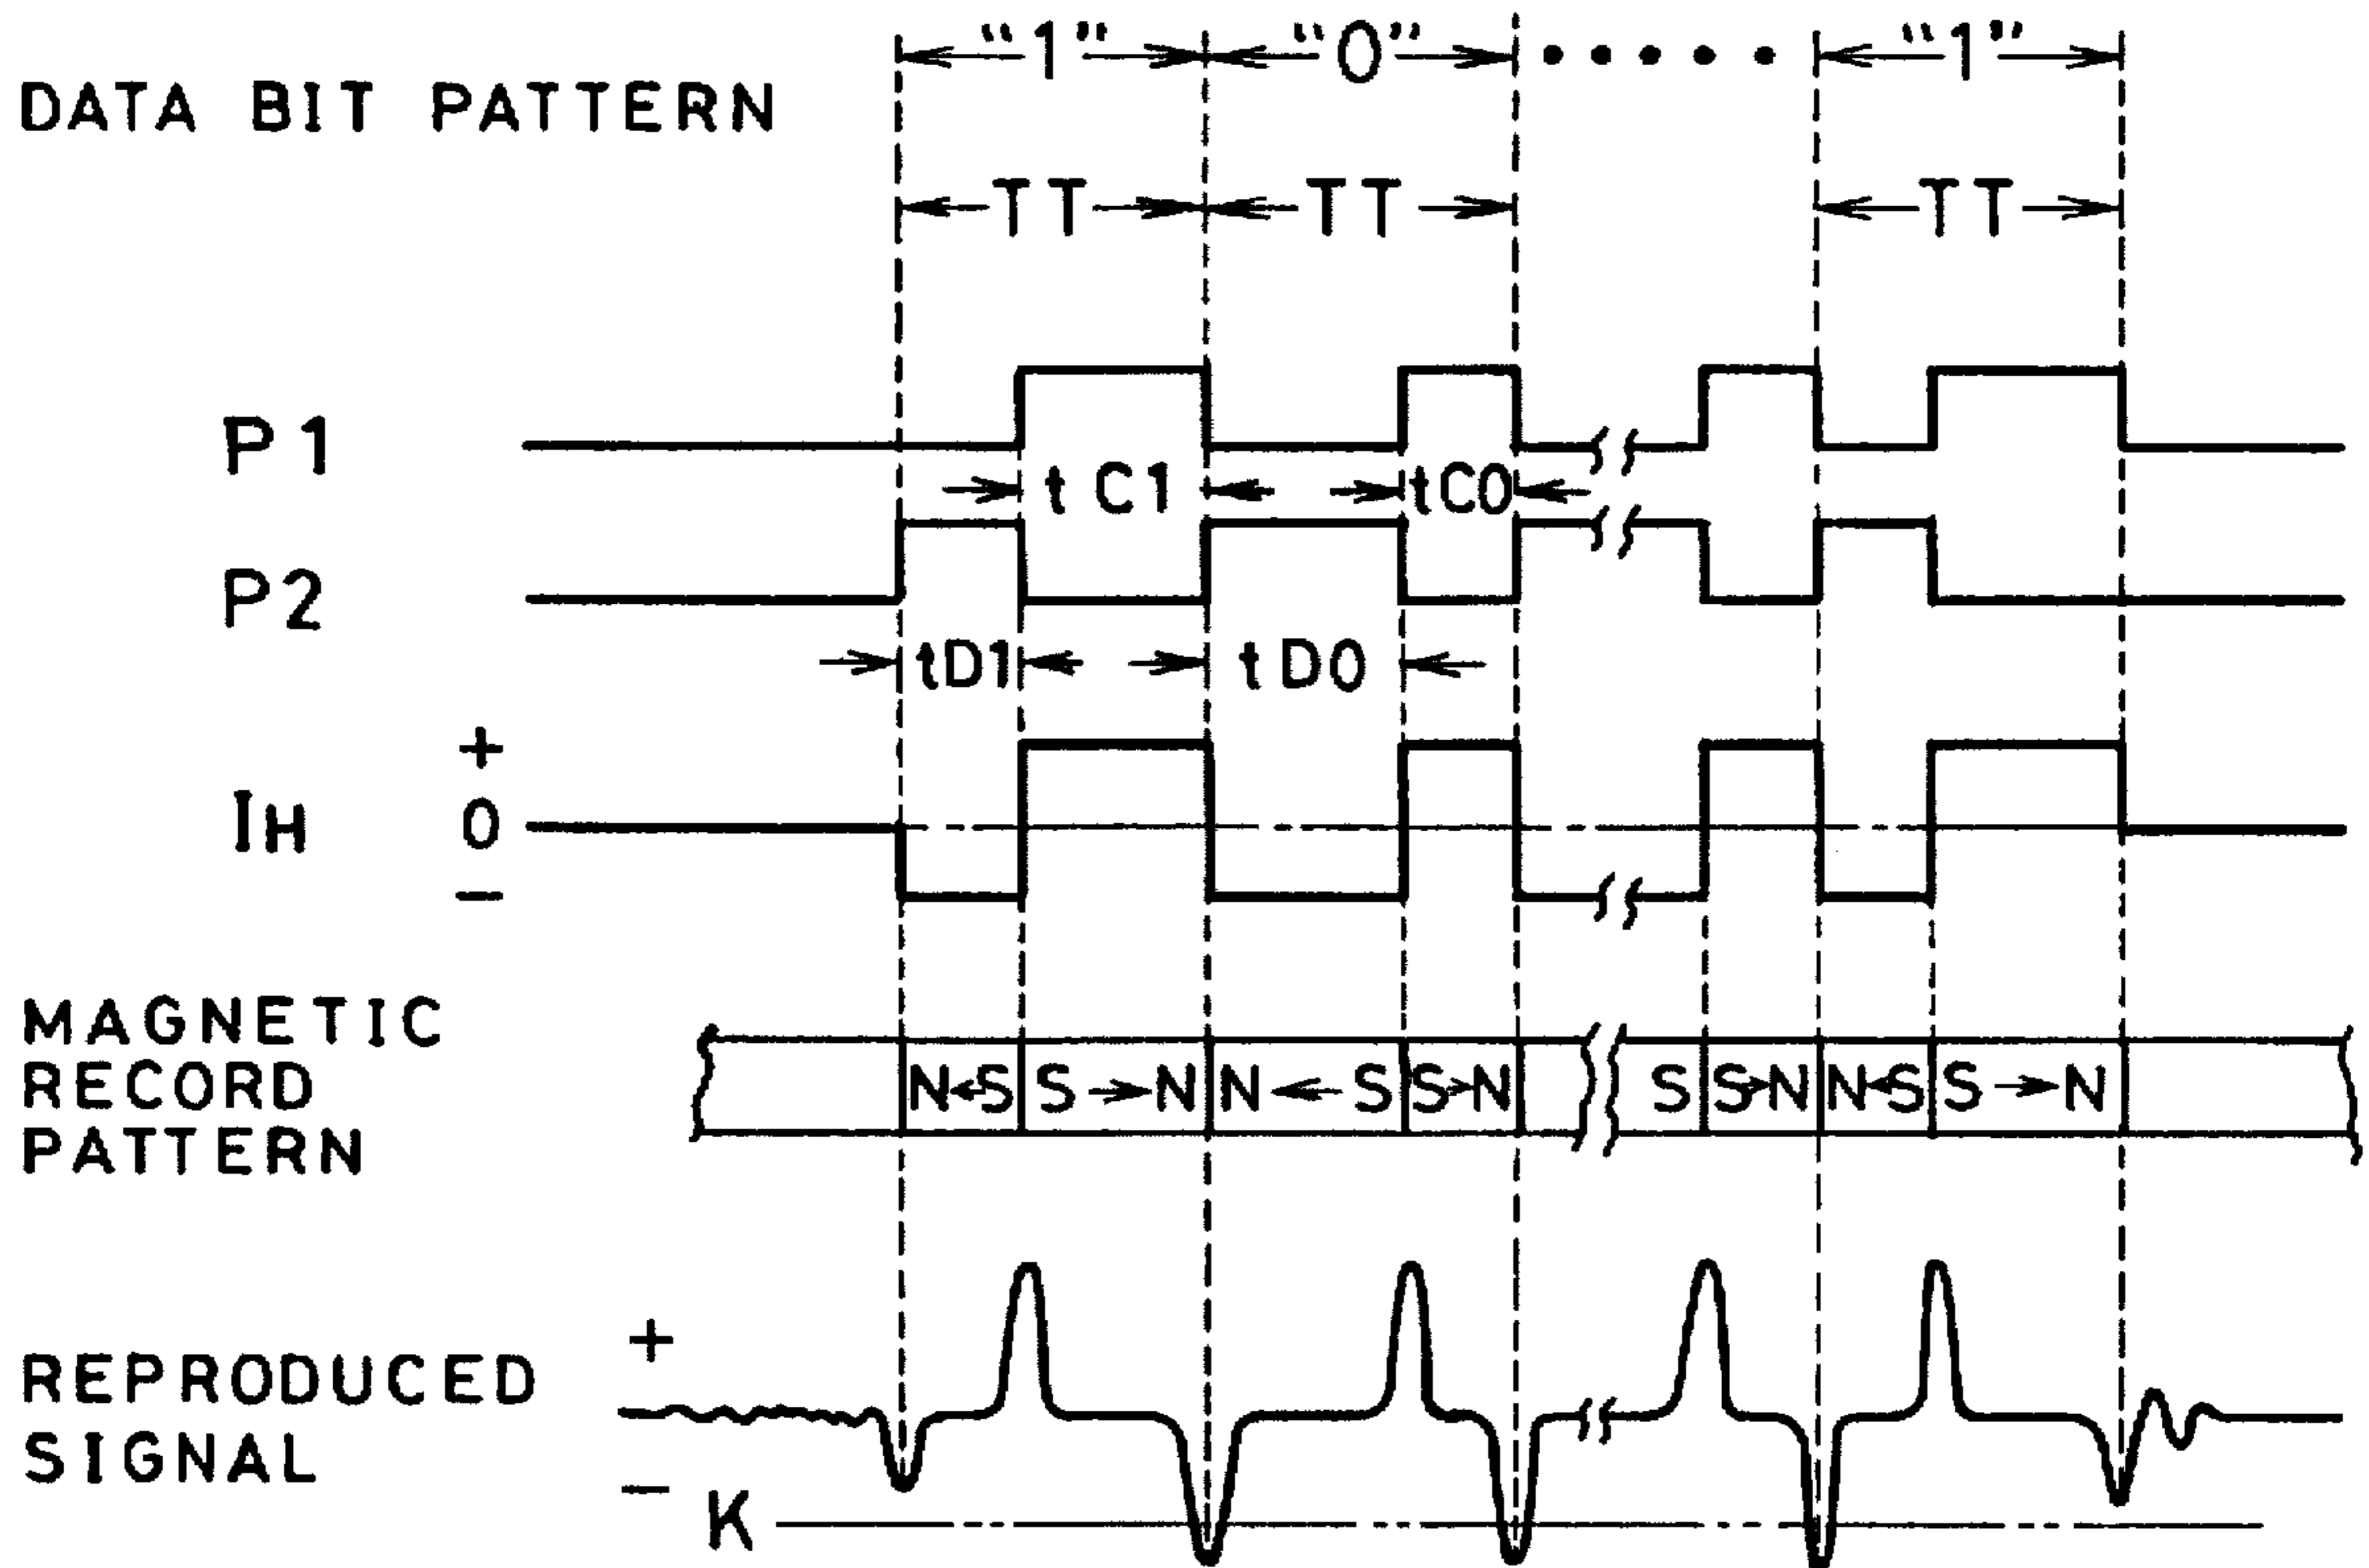 “1” “0” ..... “1”
DATA BIT PATTERN
TT TT TT
P1
tC1 tC0
P2
tD1 tD0
+
IH 0
−
MAGNETIC
RECORD
PATTERN
N←S S→N N←S S→N S S→N N←S S→N
+
REPRODUCED
SIGNAL
−
K